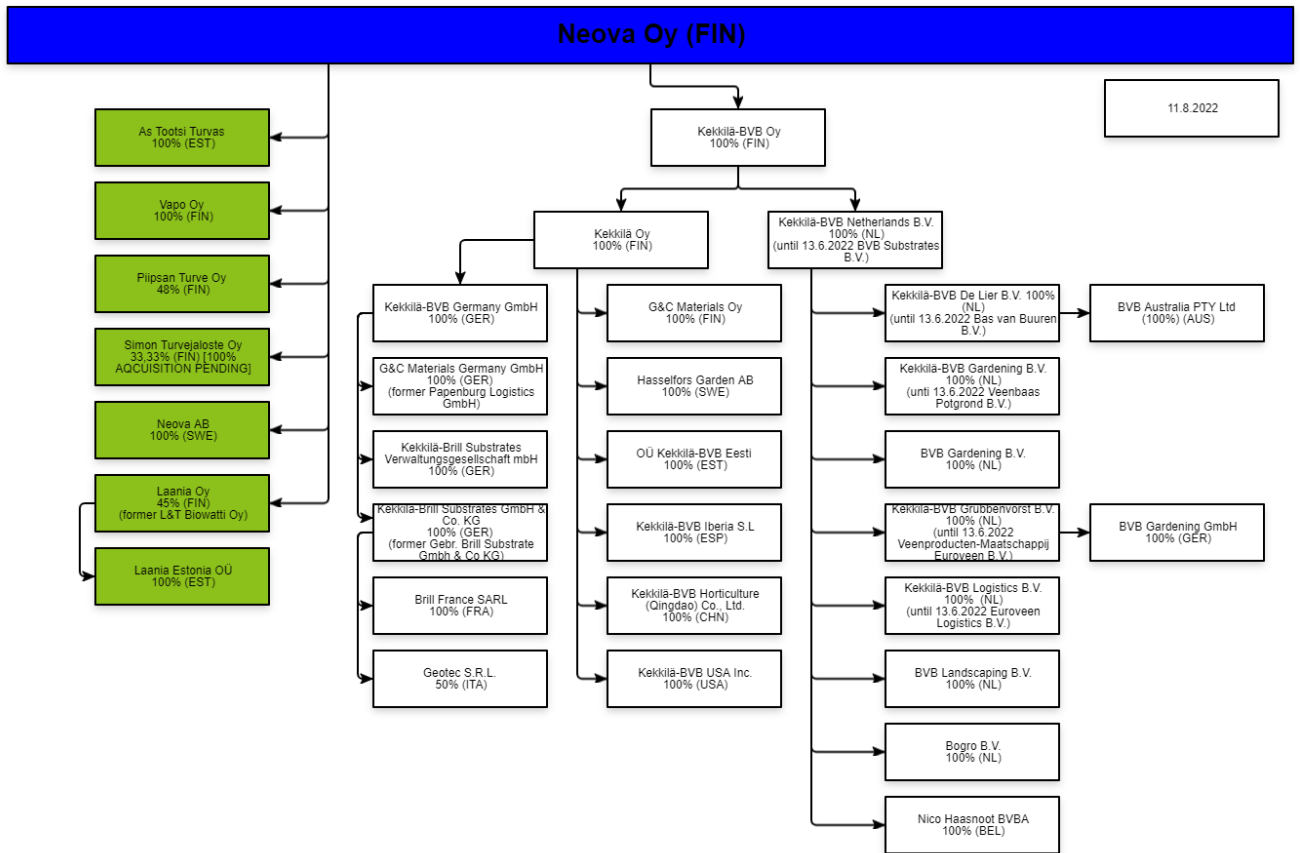 Neova Oy (FIN)
11.8.2022
As Tootsi Turvas
100% (EST)
Vapo Oy
100% (FIN)
Piipsan Turve Oy
48% (FIN)
Simon Turvejaloste Oy
33,33% (FIN) [100%
AQCUISITION PENDING]
Neova AB
100% (SWE)
Laania Oy
45% (FIN)
(former L&T Biowatti Oy)
Laania Estonia OÜ
100% (EST)
Kekkilä-BVB Oy
100% (FIN)
Kekkilä Oy
100% (FIN)
Kekkilä-BVB Germany GmbH
100% (GER)
G&C Materials Germany GmbH
100% (GER)
(former Papenburg Logistics
GmbH)
Kekkilä-Brill Substrates
Verwaltungsgesellschaft mbH
100% (GER)
Kekkilä-Brill Substrates GmbH &
Co. KG
100% (GER)
(former Gebr. Brill Substrate
Gmbh & Co KG)
Brill France SARL
100% (FRA)
Geotec S.R.L.
50% (ITA)
G&C Materials Oy
100% (FIN)
Hasselfors Garden AB
100% (SWE)
OÜ Kekkilä-BVB Eesti
100% (EST)
Kekkilä-BVB Iberia S.L
100% (ESP)
Kekkilä-BVB Horticulture
(Qingdao) Co., Ltd.
100% (CHN)
Kekkilä-BVB USA Inc.
100% (USA)
Kekkilä-BVB Netherlands B.V.
100% (NL)
(until 13.6.2022 BVB Substrates
B.V.)
Kekkilä-BVB De Lier B.V. 100%
(NL)
(until 13.6.2022 Bas van Buuren
B.V.)
BVB Australia PTY Ltd
(100%) (AUS)
Kekkilä-BVB Gardening B.V.
100% (NL)
(unti 13.6.2022 Veenbaas
Potgrond B.V.)
BVB Gardening B.V.
100% (NL)
Kekkilä-BVB Grubbenvorst B.V.
100% (NL)
(until 13.6.2022
Veenproducten-Maatschappij
Euroveen B.V.)
BVB Gardening GmbH
100% (GER)
Kekkilä-BVB Logistics B.V.
100% (NL)
(until 13.6.2022 Euroveen
Logistics B.V.)
BVB Landscaping B.V.
100% (NL)
Bogro B.V.
100% (NL)
Nico Haasnoot BVBA
100% (BEL)